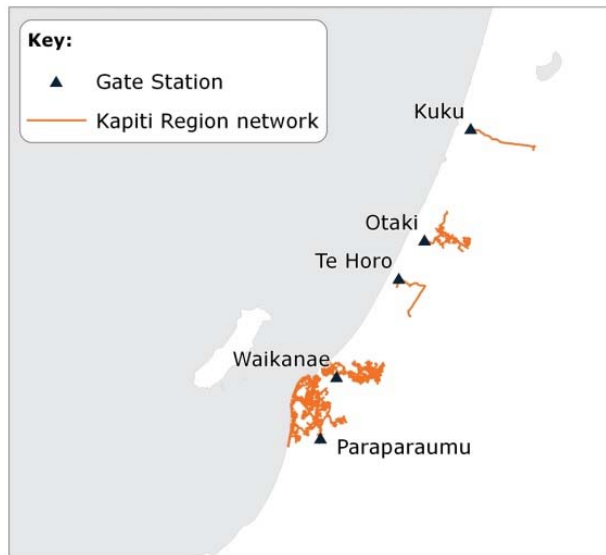 Key:
Gate Station
Kapiti Region network
Kuku
Otaki
Te Horo
Waikanae
Paraparaumu